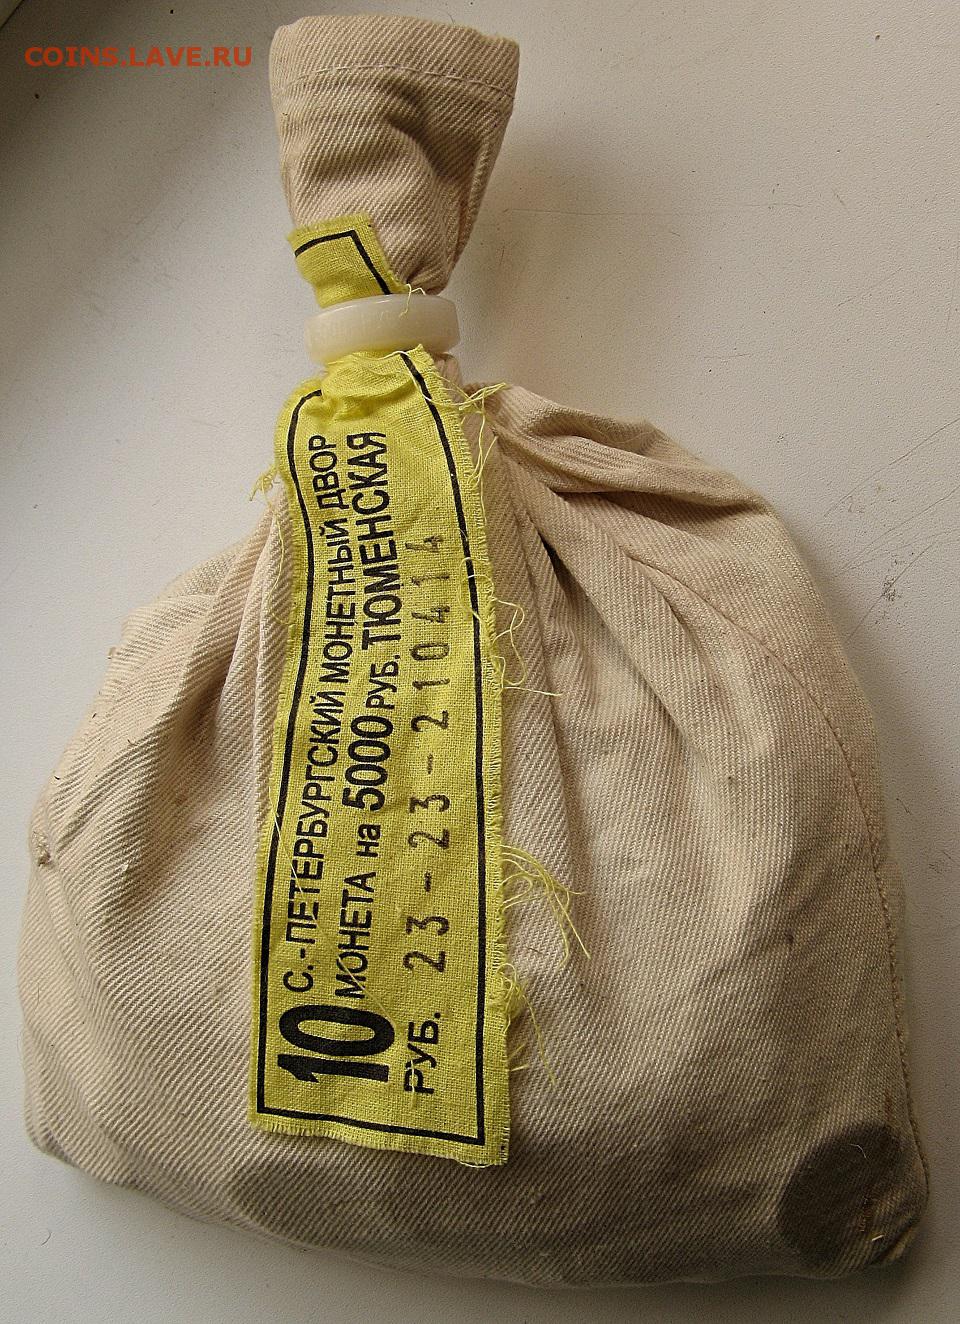 COINS.LAVE.RU
С.-ПЕТЕРБУРГСКИЙ МОНЕТНЫЙ ДВОР
10 МОНЕТА на 5000 РУБ. ТЮМЕНСКАЯ
РУБ. 23-23-210414